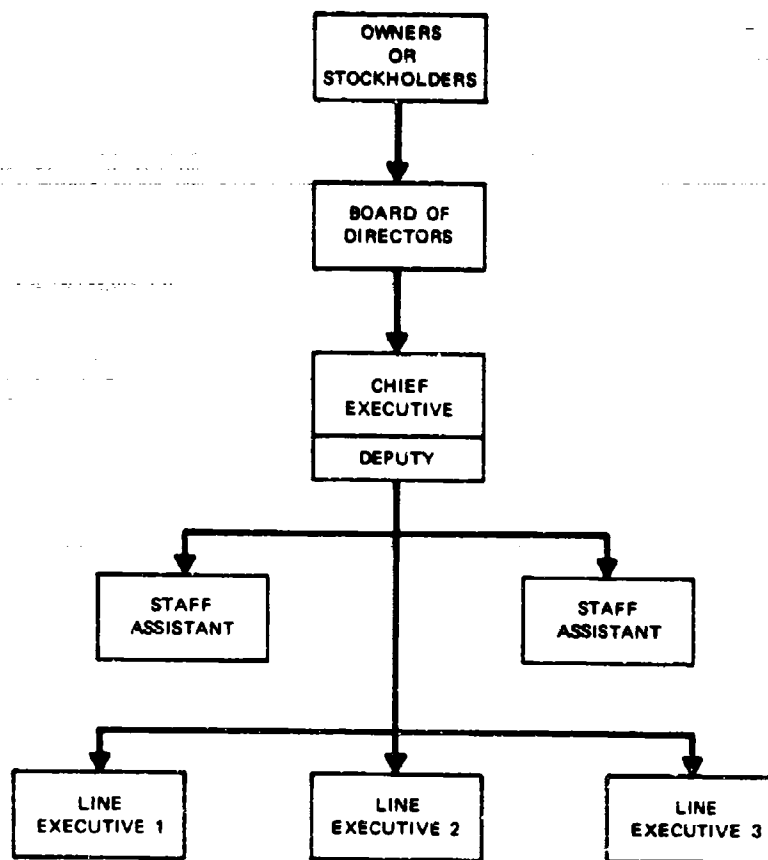 OWNERS
OR
STOCKHOLDERS
BOARD OF
DIRECTORS
CHIEF
EXECUTIVE
DEPUTY
STAFF
ASSISTANT
STAFF
ASSISTANT
LINE
EXECUTIVE 1
LINE
EXECUTIVE 2
LINE
EXECUTIVE 3